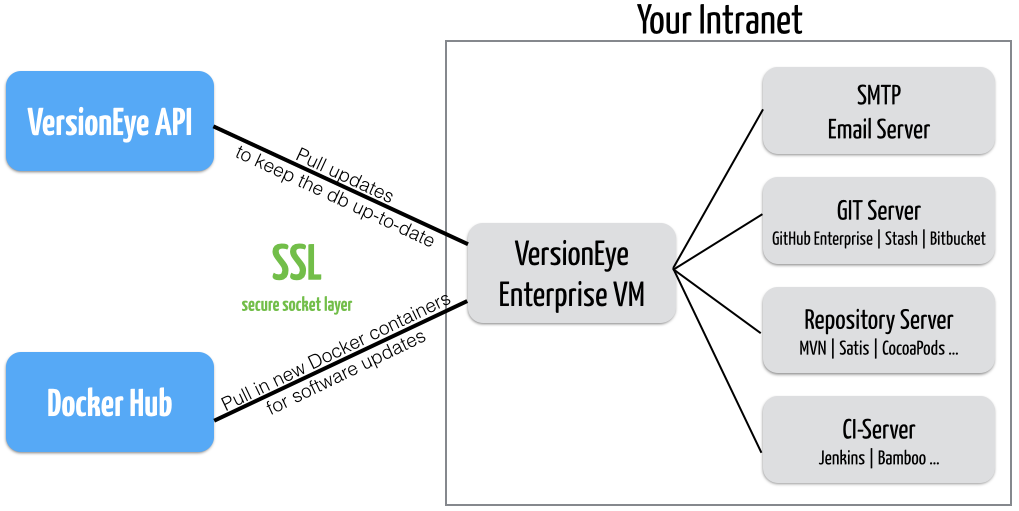 Your Intranet
VersionEye API
Pull updates
to keep the db up-to-date
SSL
secure socket layer
Pull in new Docker containers
for software updates
Docker Hub
VersionEye
Enterprise VM
SMTP
Email Server
GIT Server
GitHub Enterprise | Stash | Bitbucket
Repository Server
MVN | Satis | CocoaPods ...
CI-Server
Jenkins | Bamboo ...